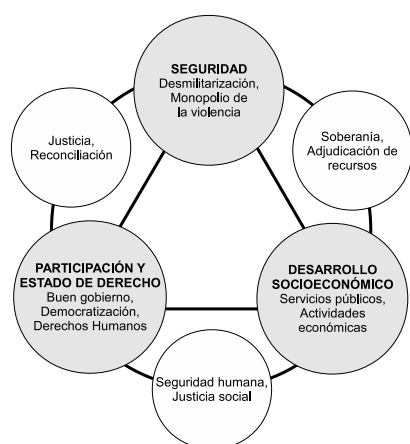 SEGURIDAD
Desmilitarización,
Monopolio de
la violencia
Justicia,
Reconciliación
Soberanía,
Adjudicación de
recursos
PARTICIPACIÓN Y
ESTADO DE DERECHO
Buen gobierno,
Democratización,
Derechos Humanos
DESARROLLO
SOCIOECONÓMICO
Servicios públicos,
Actividades
económicas
Seguridad humana,
Justicia social